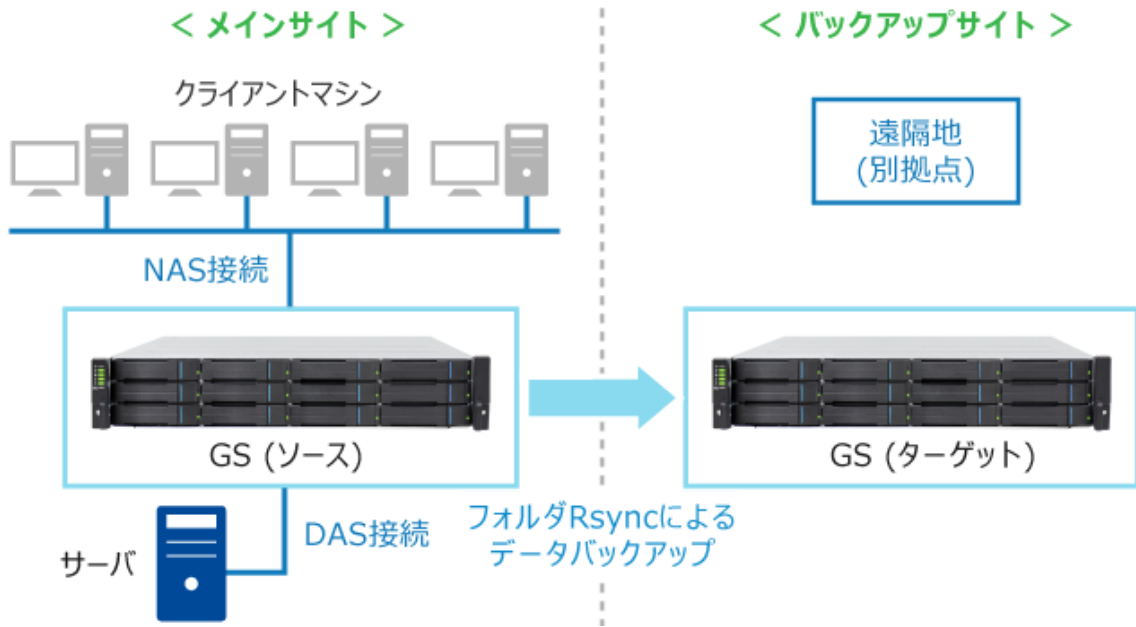 < メインサイト >
< バックアップサイト >
クライアントマシン
遠隔地
(別拠点)
NAS接続
GS (ソース)
GS (ターゲット)
DAS接続
フォルダRsyncによる
データバックアップ
サーバ